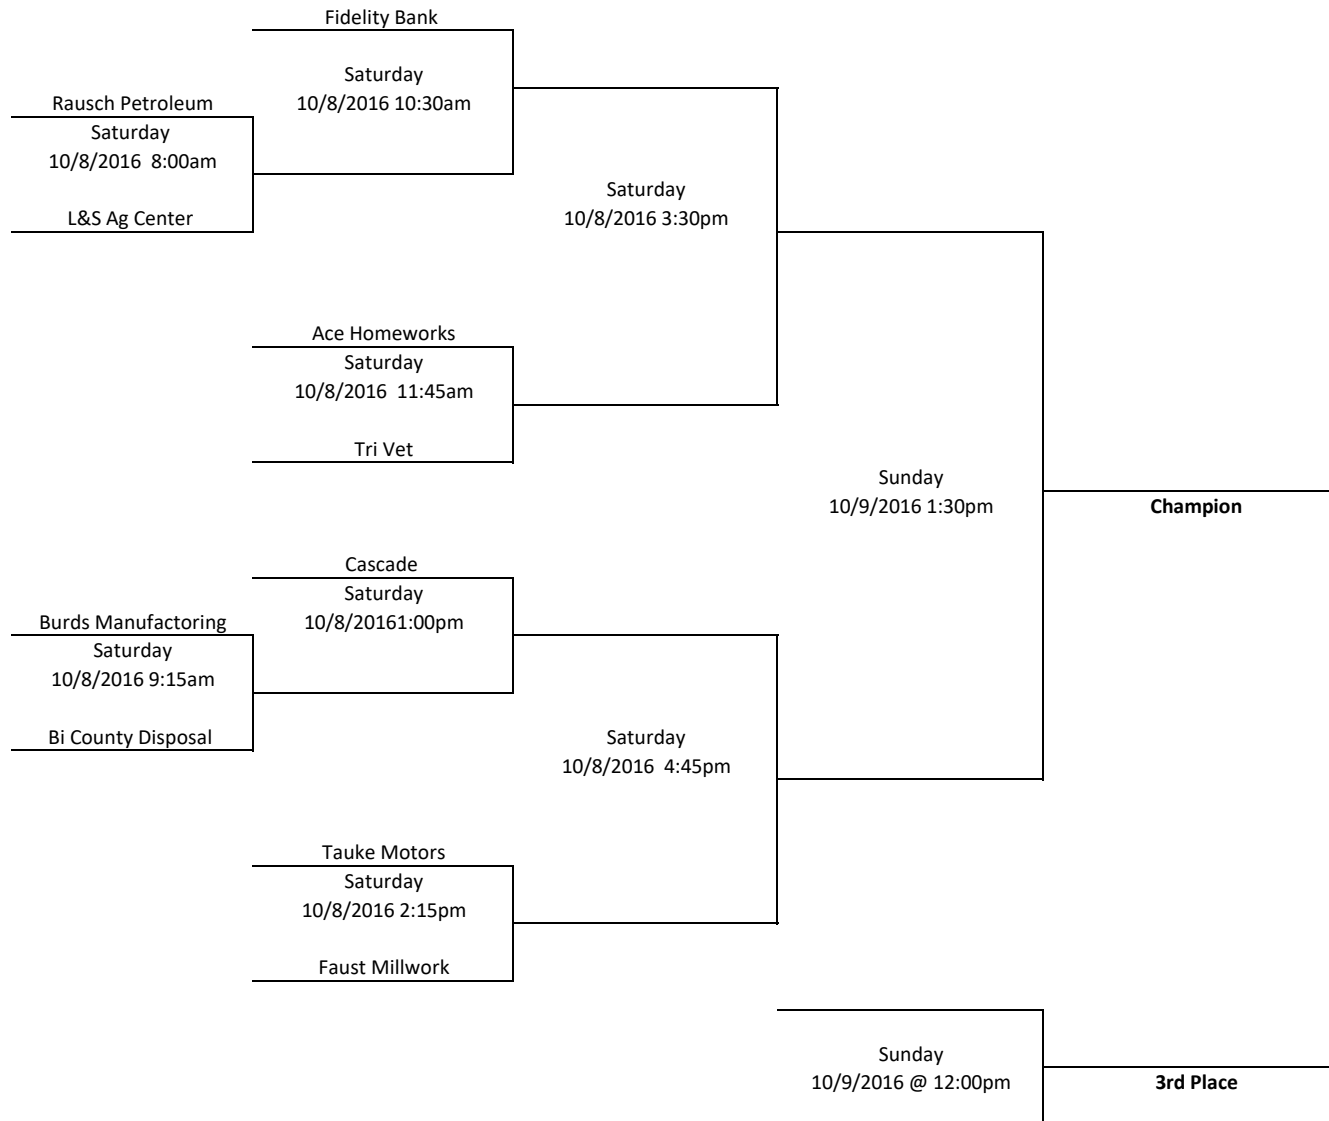 Fidelity Bank
Saturday
10/8/2016 10:30am
Rausch Petroleum
Saturday
10/8/2016  8:00am
L&S Ag Center
Saturday
10/8/2016 3:30pm
Ace Homeworks
Saturday
10/8/2016  11:45am
Tri Vet
Sunday
10/9/2016 1:30pm
Champion
Cascade
Saturday
10/8/20161:00pm
Burds Manufactoring
Saturday
10/8/2016 9:15am
Bi County Disposal
Saturday
10/8/2016  4:45pm
Tauke Motors
Saturday
10/8/2016 2:15pm
Faust Millwork
Sunday
10/9/2016 @ 12:00pm
3rd Place